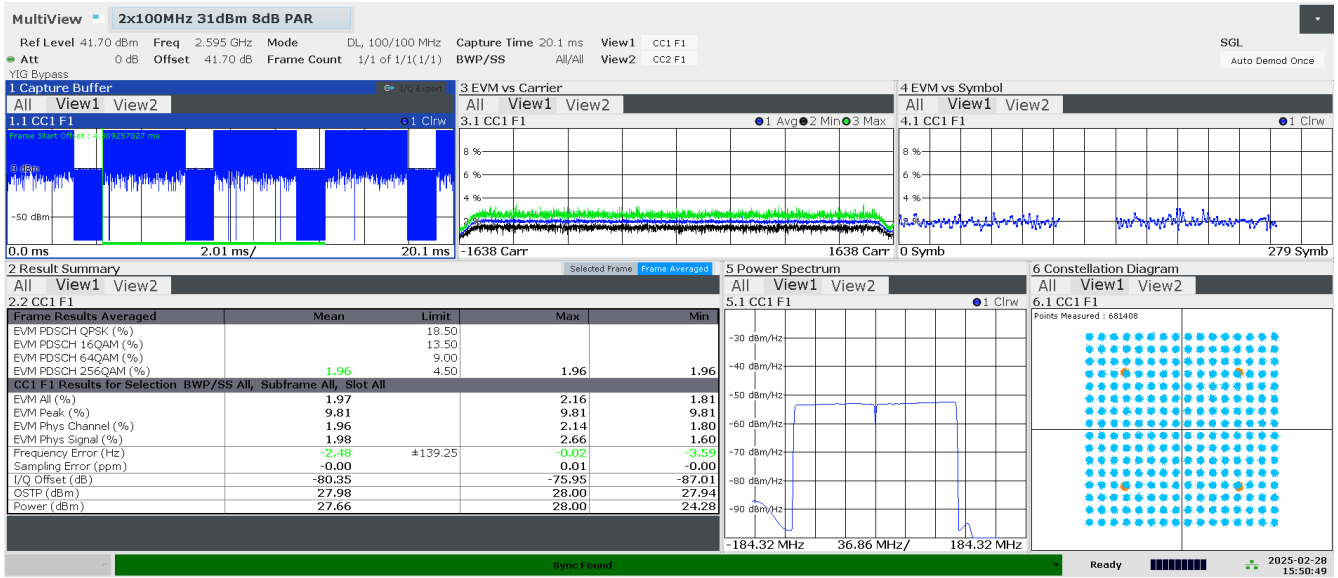 MultiView 2x100MHz 31dBm 8dB PAR
Ref Level 41.70 dBm Freq 2.595 GHz Mode DL, 100/100 MHz Capture Time 20.1 ms View1 CC1 F1 SGL
Att 0 dB Offset 41.70 dB Frame Count 1/1 of 1/1(1/1) BWP/SS All/All View2 CC2 F1 Auto Demod Once
YIG Bypass
1 Capture Buffer I/Q Export
All View1 View2
1.1 CC1 F1 1 Clrw
Frame Start Offset : 4.309257027 ms
0 dBm
-50 dBm
0.0 ms 2.01 ms/ 20.1 ms
3 EVM vs Carrier
All View1 View2
3.1 CC1 F1 1 Avg 2 Min 3 Max
8 %
6 %
4 %
-1638 Carr 1638 Carr
4 EVM vs Symbol
All View1 View2
4.1 CC1 F1 1 Clrw
8 %
6 %
4 %
2 %
0 Symb 279 Symb
2 Result Summary Selected Frame Frame Averaged
All View1 View2
2.2 CC1 F1
Frame Results Averaged Mean Limit Max Min
EVM PDSCH QPSK (%) 18.50
EVM PDSCH 16QAM (%) 13.50
EVM PDSCH 64QAM (%) 9.00
EVM PDSCH 256QAM (%) 1.96 4.50 1.96 1.96
CC1 F1 Results for Selection BWP/SS All, Subframe All, Slot All
EVM All (%) 1.97 2.16 1.81
EVM Peak (%) 9.81 9.81 9.81
EVM Phys Channel (%) 1.96 2.14 1.80
EVM Phys Signal (%) 1.98 2.66 1.60
Frequency Error (Hz) -2.48 ±139.25 -0.02 -3.59
Sampling Error (ppm) -0.00 0.01 -0.00
I/Q Offset (dB) -80.35 -75.95 -87.01
OSTP (dBm) 27.98 28.00 27.94
Power (dBm) 27.66 28.00 24.28
5 Power Spectrum
All View1 View2
5.1 CC1 F1 1 Clrw
-30 dBm/Hz
-40 dBm/Hz
-50 dBm/Hz
-60 dBm/Hz
-70 dBm/Hz
-80 dBm/Hz
-90 dBm/Hz
-184.32 MHz 36.86 MHz/ 184.32 MHz
6 Constellation Diagram
All View1 View2
6.1 CC1 F1
Points Measured : 681408
Sync Found Ready 2025-02-28
15:50:49